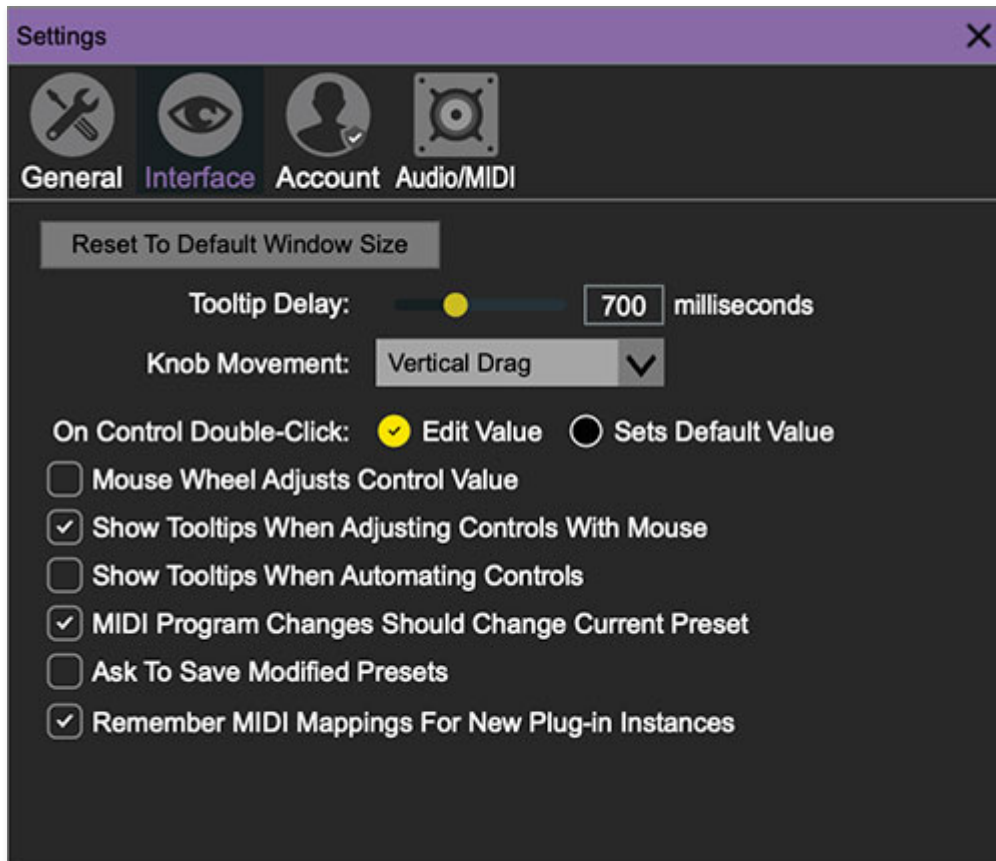 Settings
General Interface Account Audio/MIDI
Reset To Default Window Size
Tooltip Delay: 700 milliseconds
Knob Movement: Vertical Drag
On Control Double-Click: Edit Value Sets Default Value
Mouse Wheel Adjusts Control Value
Show Tooltips When Adjusting Controls With Mouse
Show Tooltips When Automating Controls
MIDI Program Changes Should Change Current Preset
Ask To Save Modified Presets
Remember MIDI Mappings For New Plug-in Instances